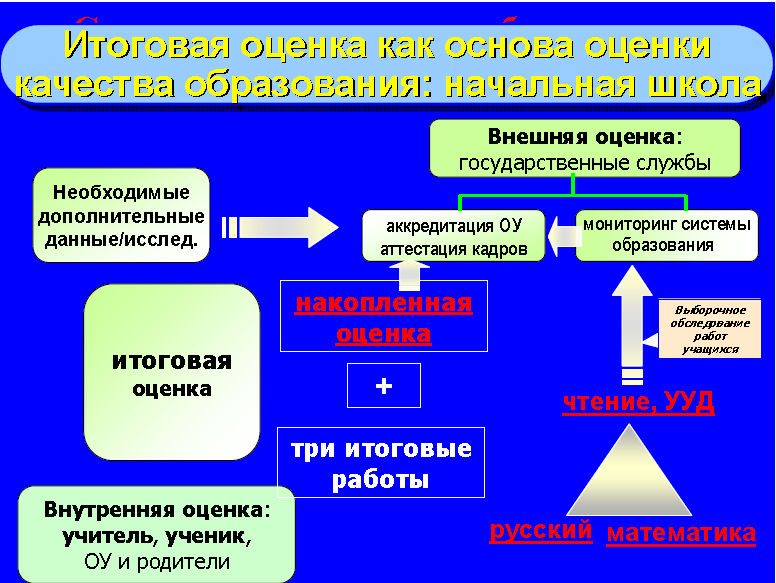 Итоговая оценка как основа оценки
качества образования: начальная школа
Внешняя оценка:
государственные службы
Необходимые
дополнительные
данные/исслед.
аккредитация ОУ
аттестация кадров
мониторинг системы
образования
накопленная
оценка
Выборочное
обследрвание
работ
учащихся
итоговая
оценка
+
чтение, УУД
три итоговые
работы
Внутренняя оценка:
учитель, ученик,
ОУ и родители
русский
математика